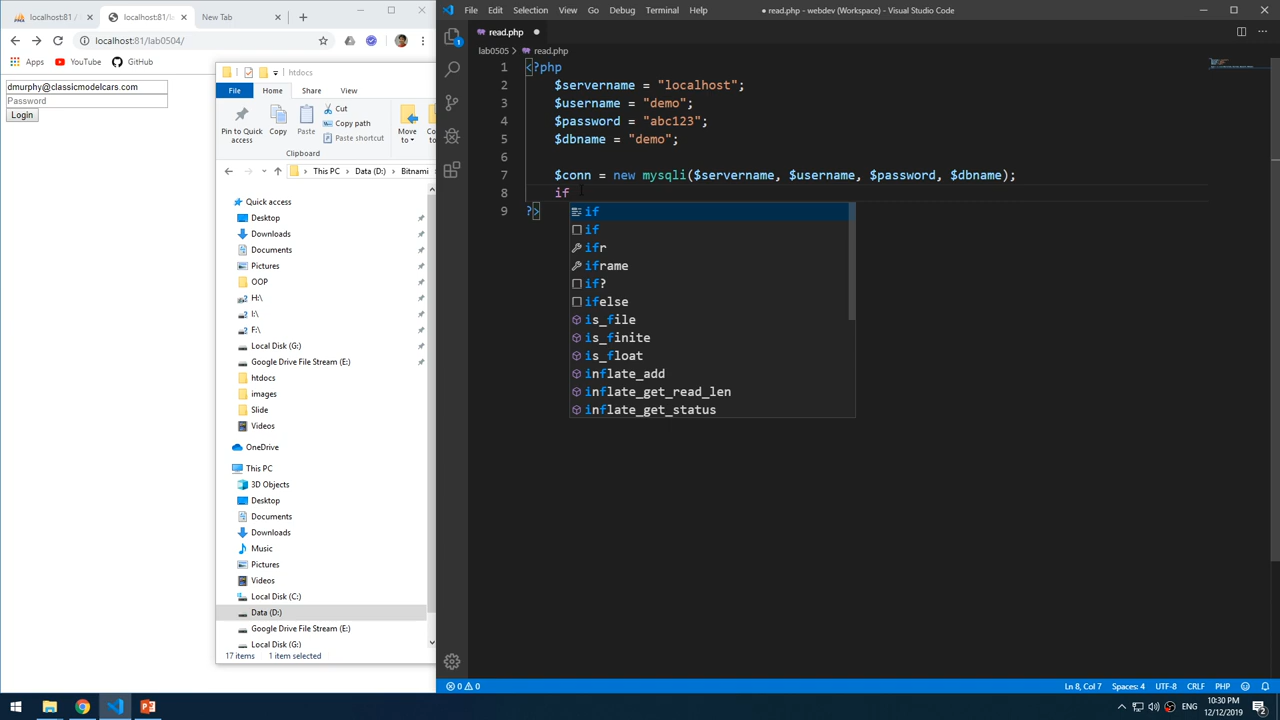 localhost:81 /
localhost:81/l
New Tab
localhost:81/lab0504/
Apps
YouTube
GitHub
dmurphy@classicmodelcars.com
Password
Login
htdocs
File
Home
Share
View
Pin to Quick
access
Copy
Paste
Cut
Copy path
Paste shortcut
Move
Clipboard
This PC
Data (D:)
Bitnami
Quick access
Desktop
Downloads
Documents
Pictures
OOP
H:\
I:\
F:\
Local Disk (G:)
Google Drive File Stream (E:)
htdocs
images
Slide
Videos
OneDrive
This PC
3D Objects
Desktop
Documents
Downloads
Music
Pictures
Videos
Local Disk (C:)
Data (D:)
Google Drive File Stream (E:)
Local Disk (G:)
17 items
1 item selected
File Edit Selection View Go Debug Terminal Help
● read.php - webdev (Workspace) - Visual Studio Code
read.php
lab0505 › read.php
1 <?php
2 $servername = "localhost";
3 $username = "demo";
4 $password = "abc123";
5 $dbname = "demo";
6
7 $conn = new mysqli($servername, $username, $password, $dbname);
8 if
9 ?>
if
if
ifr
iframe
if?
ifelse
is_file
is_finite
is_float
inflate_add
inflate_get_read_len
inflate_get_status
0 0
Ln 8, Col 7
Spaces: 4
UTF-8
CRLF
PHP
ENG
10:30 PM
12/12/2019